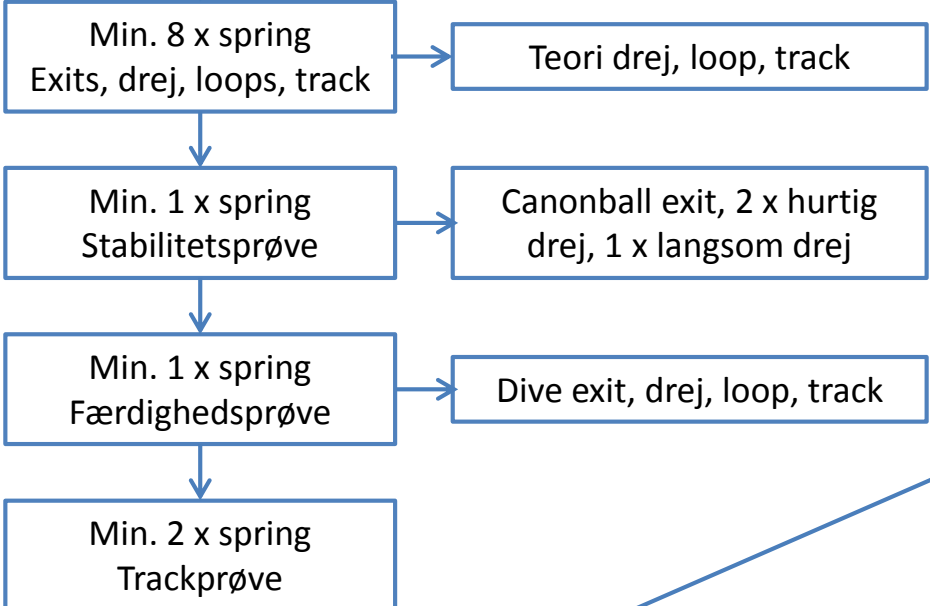 Min. 8 x spring
Exits, drej, loops, track
Teori drej, loop, track
Min. 1 x spring
Stabilitetsprøve
Canonball exit, 2 x hurtig
drej, 1 x langsom drej
Min. 1 x spring
Færdighedsprøve
Dive exit, drej, loop, track
Min. 2 x spring
Trackprøve